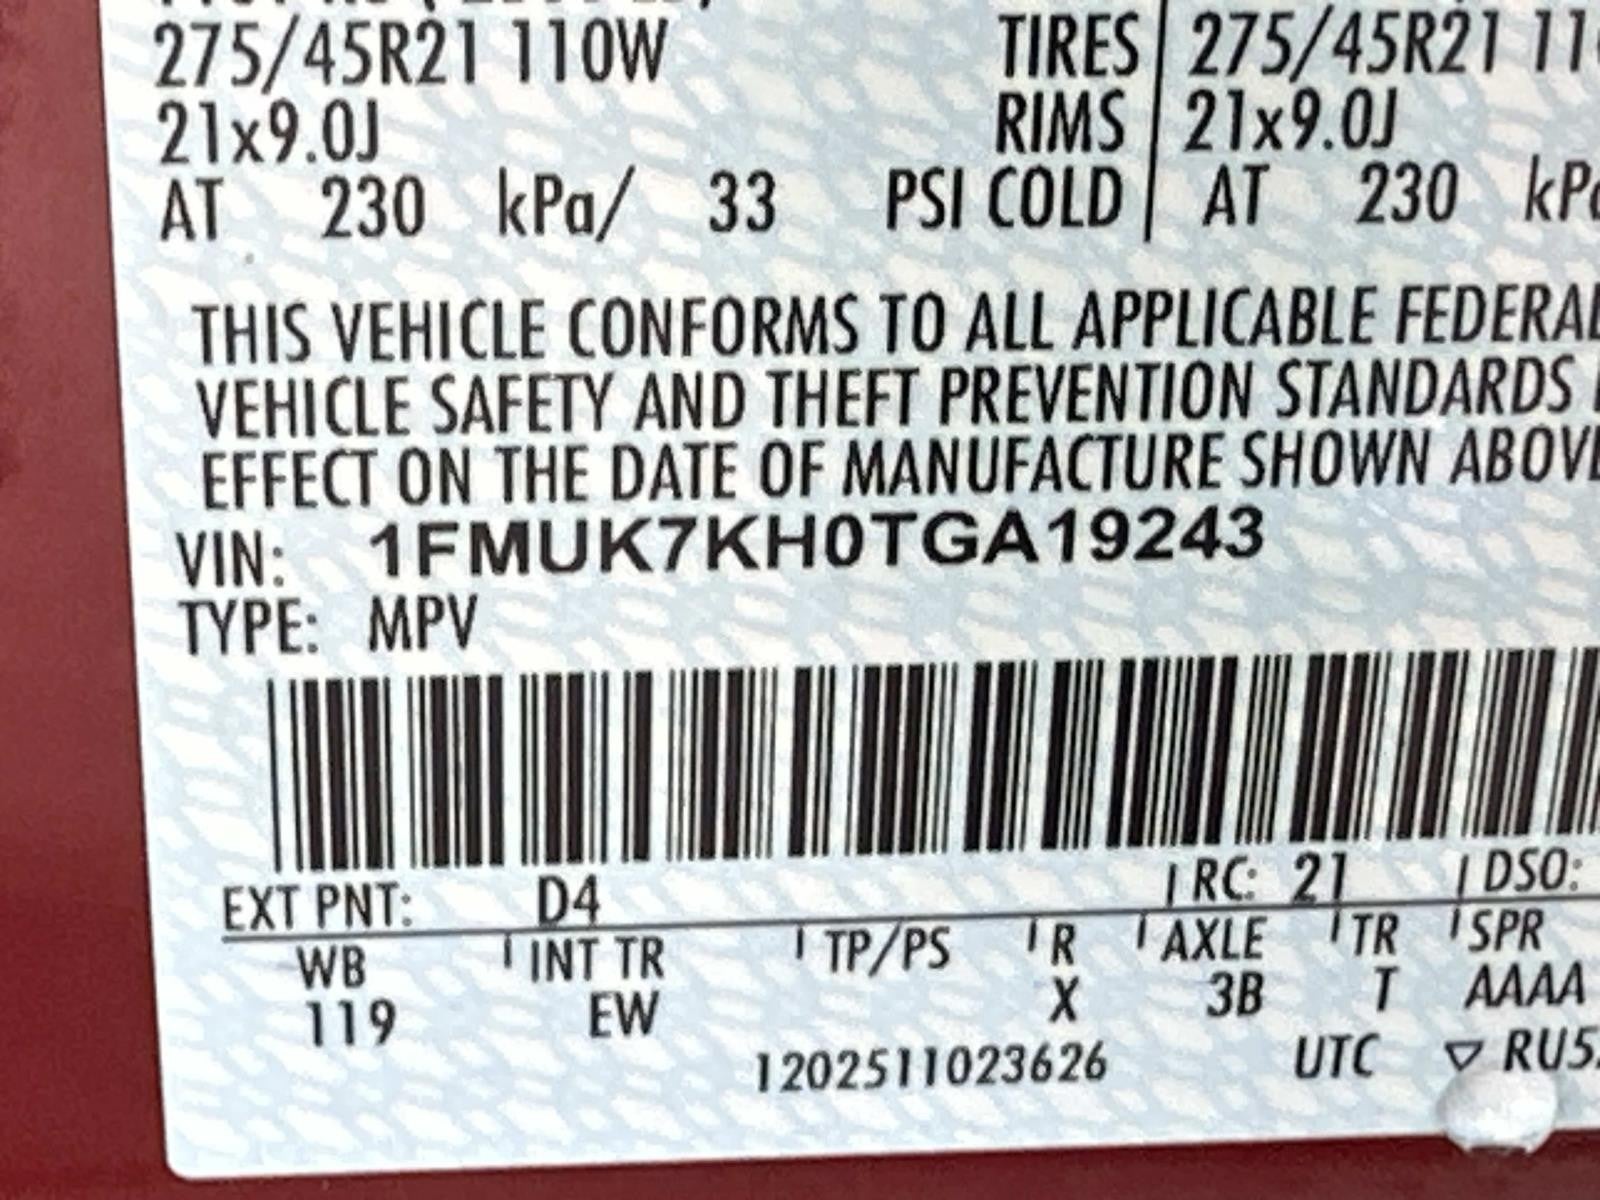 275/45R21 110W TIRES 275/45R21
21x9.0J RIMS 21x9.0J
AT 230 kPa/ 33 PSI COLD AT 230
THIS VEHICLE CONFORMS TO ALL APPLICABLE FEDERAL
VEHICLE SAFETY AND THEFT PREVENTION STANDARDS
EFFECT ON THE DATE OF MANUFACTURE SHOWN ABOVE
VIN: 1FMUK7KH0TGA19243
TYPE: MPV
EXT PNT: D4 RC: 21 DSO:
WB INT TR TP/PS R AXLE TR SPR
119 EW X 3B T AAAA
1202511023626 UTC ▽